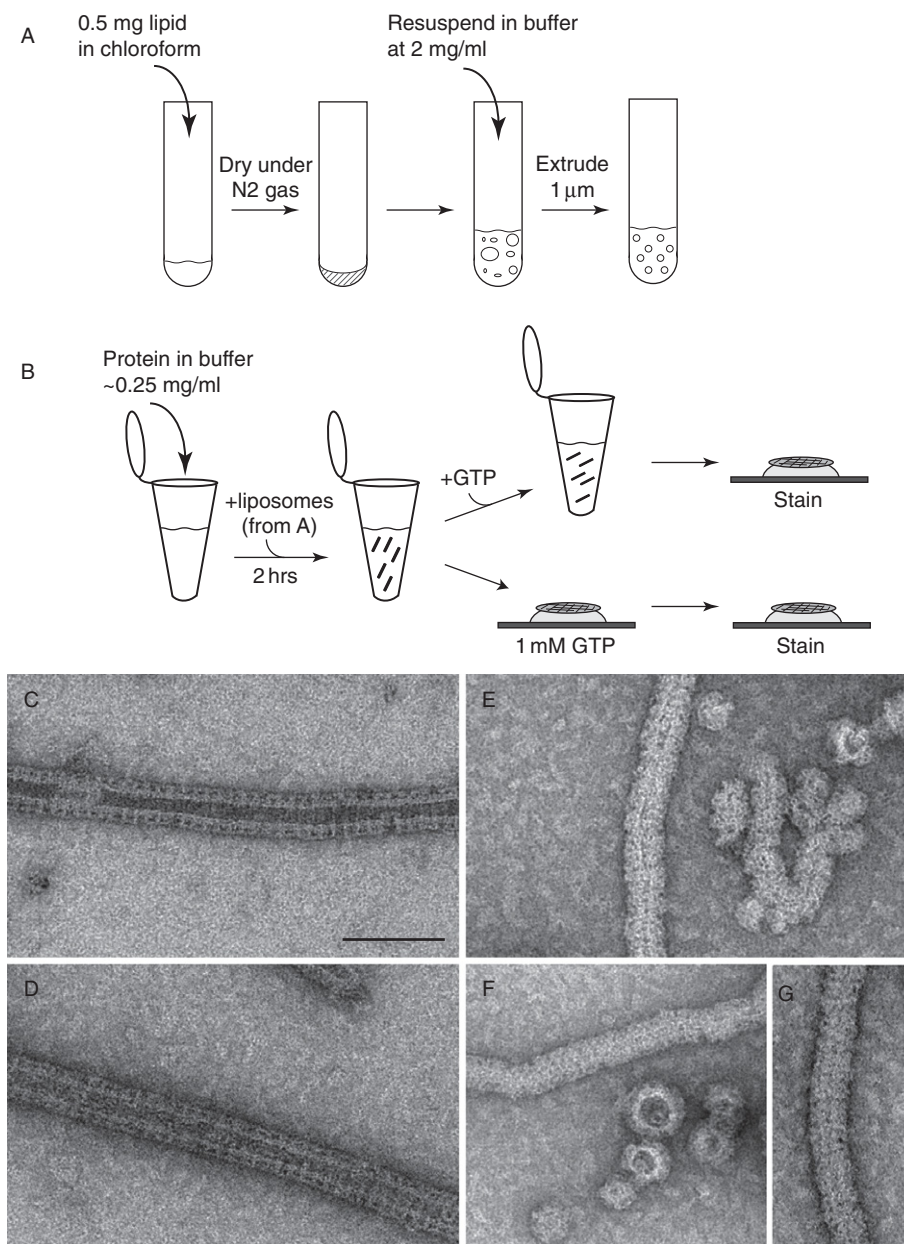 A
0.5 mg lipid
in chloroform
Resuspend in buffer
at 2 mg/ml
Dry under
N2 gas
Extrude
1 μm
B
Protein in buffer
~0.25 mg/ml
+liposomes
(from A)
2 hrs
+GTP
Stain
1 mM GTP
Stain
C
E
D
F
G